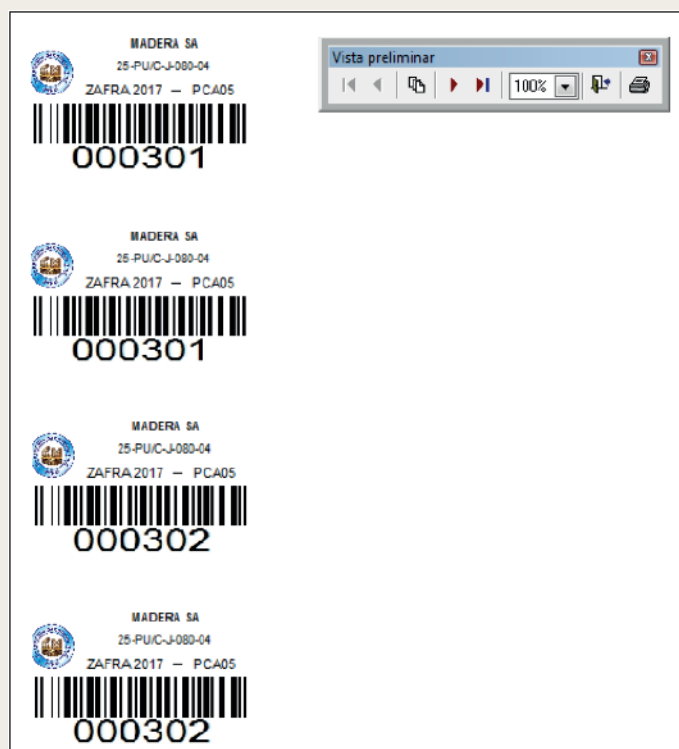 MADERA SA
25-PU/C-J-080-04
ZAFRA 2017 – PCA05
000301
Vista preliminar
100%
MADERA SA
25-PU/C-J-080-04
ZAFRA 2017 – PCA05
000301
MADERA SA
25-PU/C-J-080-04
ZAFRA 2017 – PCA05
000302
MADERA SA
25-PU/C-J-080-04
ZAFRA 2017 – PCA05
000302